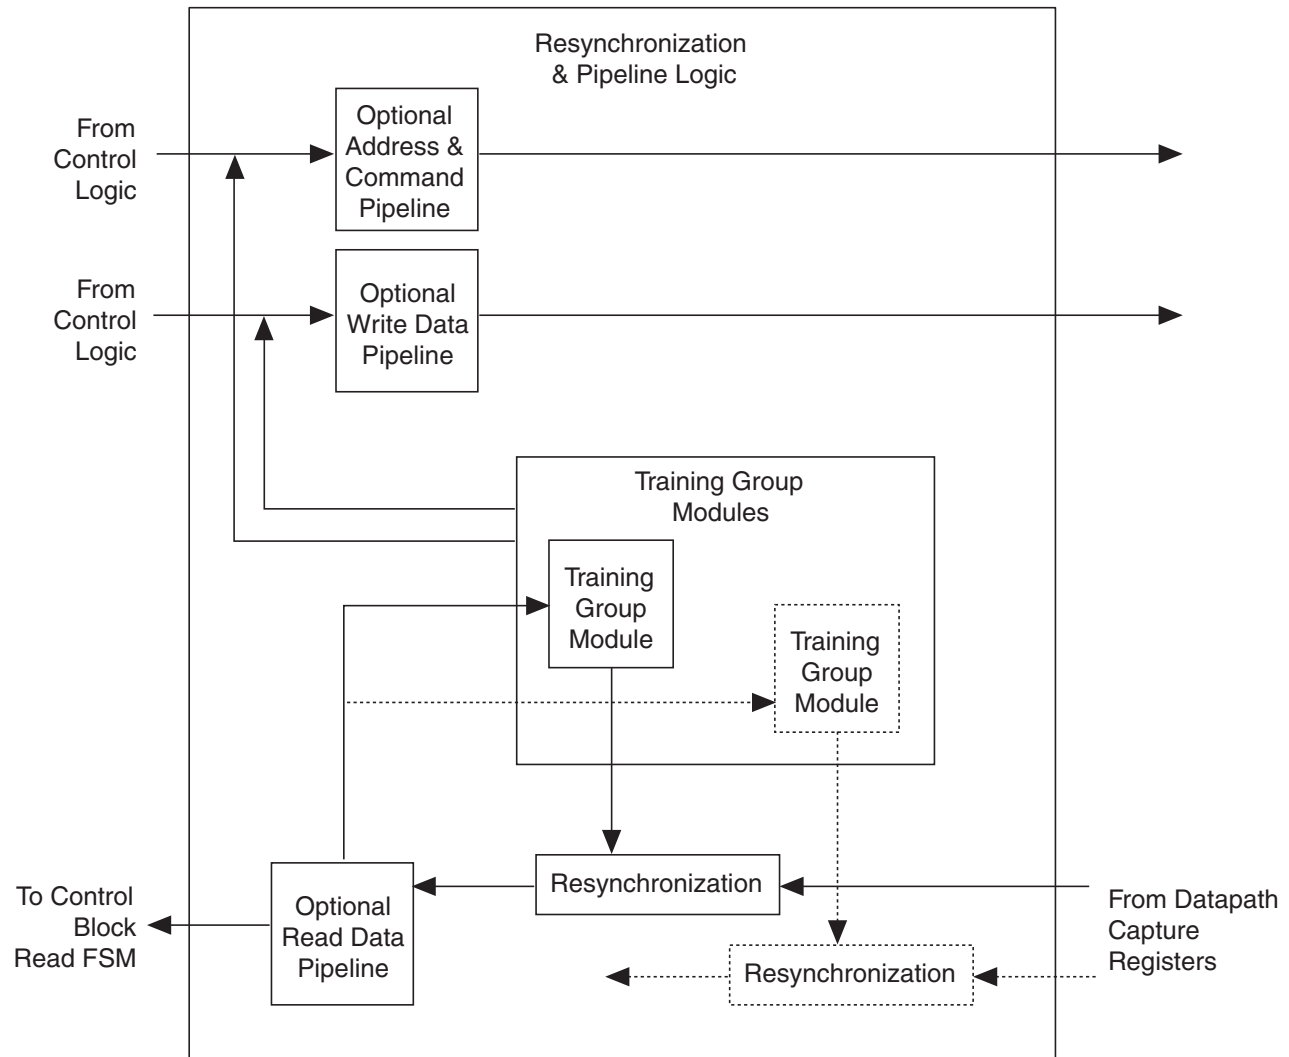 Resynchronization
& Pipeline Logic
From
Control
Logic
Optional
Address &
Command
Pipeline
From
Control
Logic
Optional
Write Data
Pipeline
Training Group
Modules
Training
Group
Module
Training
Group
Module
To Control
Block
Read FSM
Optional
Read Data
Pipeline
Resynchronization
Resynchronization
From Datapath
Capture
Registers